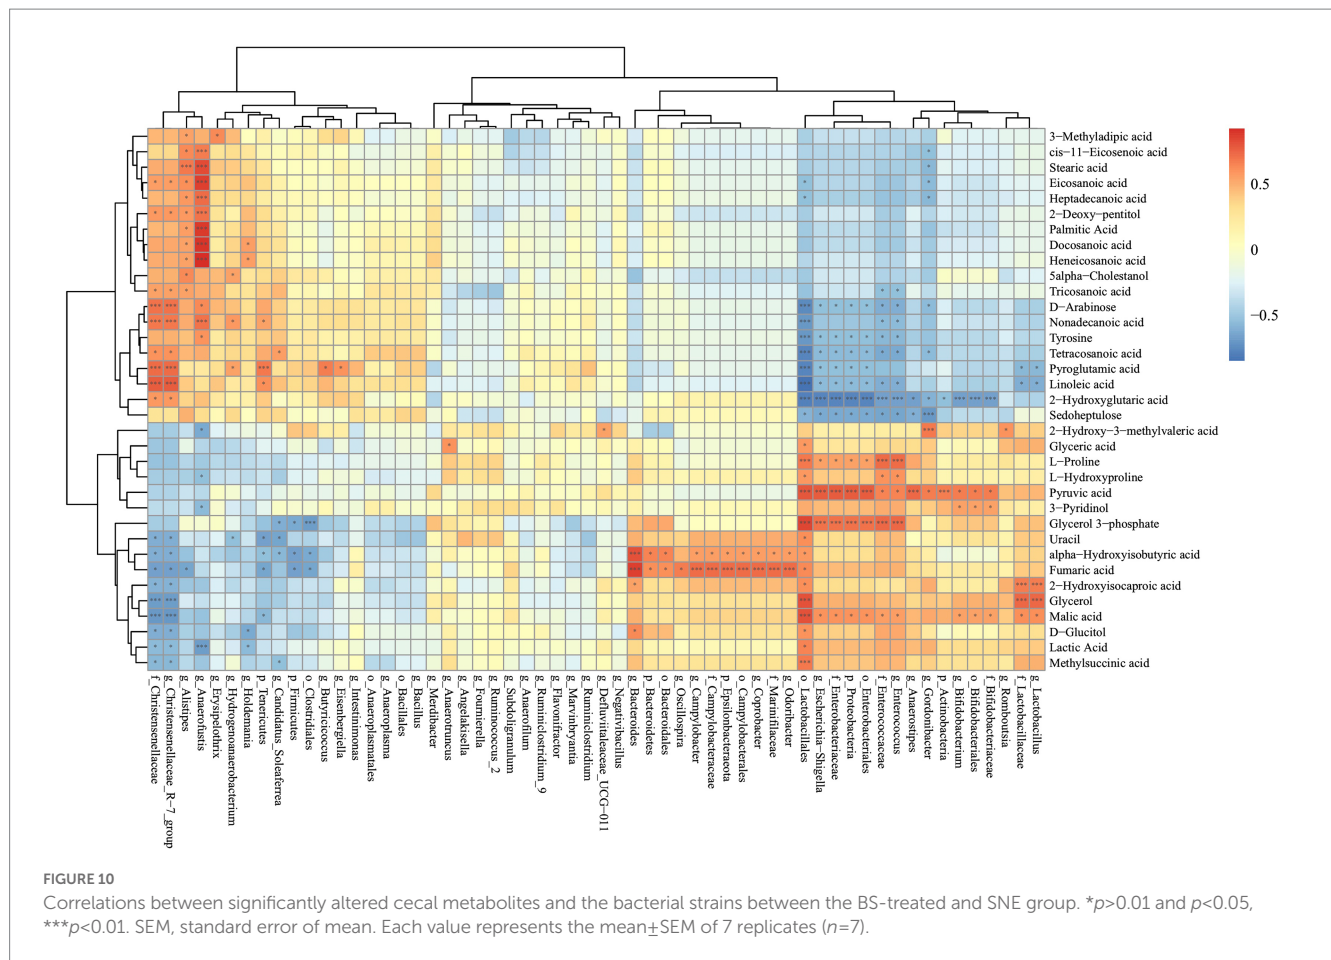 3−Methyladipic acid
cis−11−Eicosenoic acid
Stearic acid
Eicosanoic acid
Heptadecanoic acid
2−Deoxy−pentitol
Palmitic Acid
Docosanoic acid
Heneicosanoic acid
5alpha−Cholestanol
Tricosanoic acid
D−Arabinose
Nonadecanoic acid
Tyrosine
Tetracosanoic acid
Pyroglutamic acid
Linoleic acid
2−Hydroxyglutaric acid
Sedoheptulose
2−Hydroxy−3−methylvaleric acid
Glyceric acid
L−Proline
L−Hydroxyproline
Pyruvic acid
3−Pyridinol
Glycerol 3−phosphate
Uracil
alpha−Hydroxyisobutyric acid
Fumaric acid
2−Hydroxyisocaproic acid
Glycerol
Malic acid
D−Glucitol
Lactic Acid
Methylsuccinic acid
0.5
0
−0.5
f_Christensenellaceae
g_Christensenellaceae_R−7_group
g_Alistipes
g_Anaerofustis
g_Erysipelothrix
g_Hydrogenoanaerobacterium
g_Holdemania
p_Tenericutes
g_Candidatus_Soleaferrea
p_Firmicutes
o_Clostridiales
g_Butyricicoccus
g_Eisenbergiella
g_Intestinimonas
o_Anaeroplasmatales
g_Anaeroplasma
o_Bacillales
g_Bacillus
g_Merdibacter
g_Anaerotruncus
g_Angelakisella
g_Fournierella
g_Ruminococcus_2
g_Subdoligranulum
g_Anaerofilum
g_Ruminiclostridium_9
g_Flavonifractor
g_Marvinbryantia
g_Ruminiclostridium
g_Defluviitaleaceae_UCG−011
g_Negativibacillus
g_Bacteroides
p_Bacteroidetes
o_Bacteroidales
g_Oscillospira
g_Campylobacter
f_Campylobacteraceae
p_Epsilonbacteraeota
o_Campylobacterales
g_Coprobacter
f_Marinifilaceae
g_Odoribacter
o_Lactobacillales
g_Escherichia−Shigella
f_Enterobacteriaceae
p_Proteobacteria
o_Enterobacteriales
f_Enterococcaceae
g_Enterococcus
g_Anaerostipes
g_Gordonibacter
p_Actinobacteria
g_Bifidobacterium
o_Bifidobacteriales
f_Bifidobacteriaceae
g_Romboutsia
f_Lactobacillaceae
g_Lactobacillus
FIGURE 10
Correlations between significantly altered cecal metabolites and the bacterial strains between the BS-treated and SNE group. *p>0.01 and p<0.05,
***p<0.01. SEM, standard error of mean. Each value represents the mean±SEM of 7 replicates (n=7).